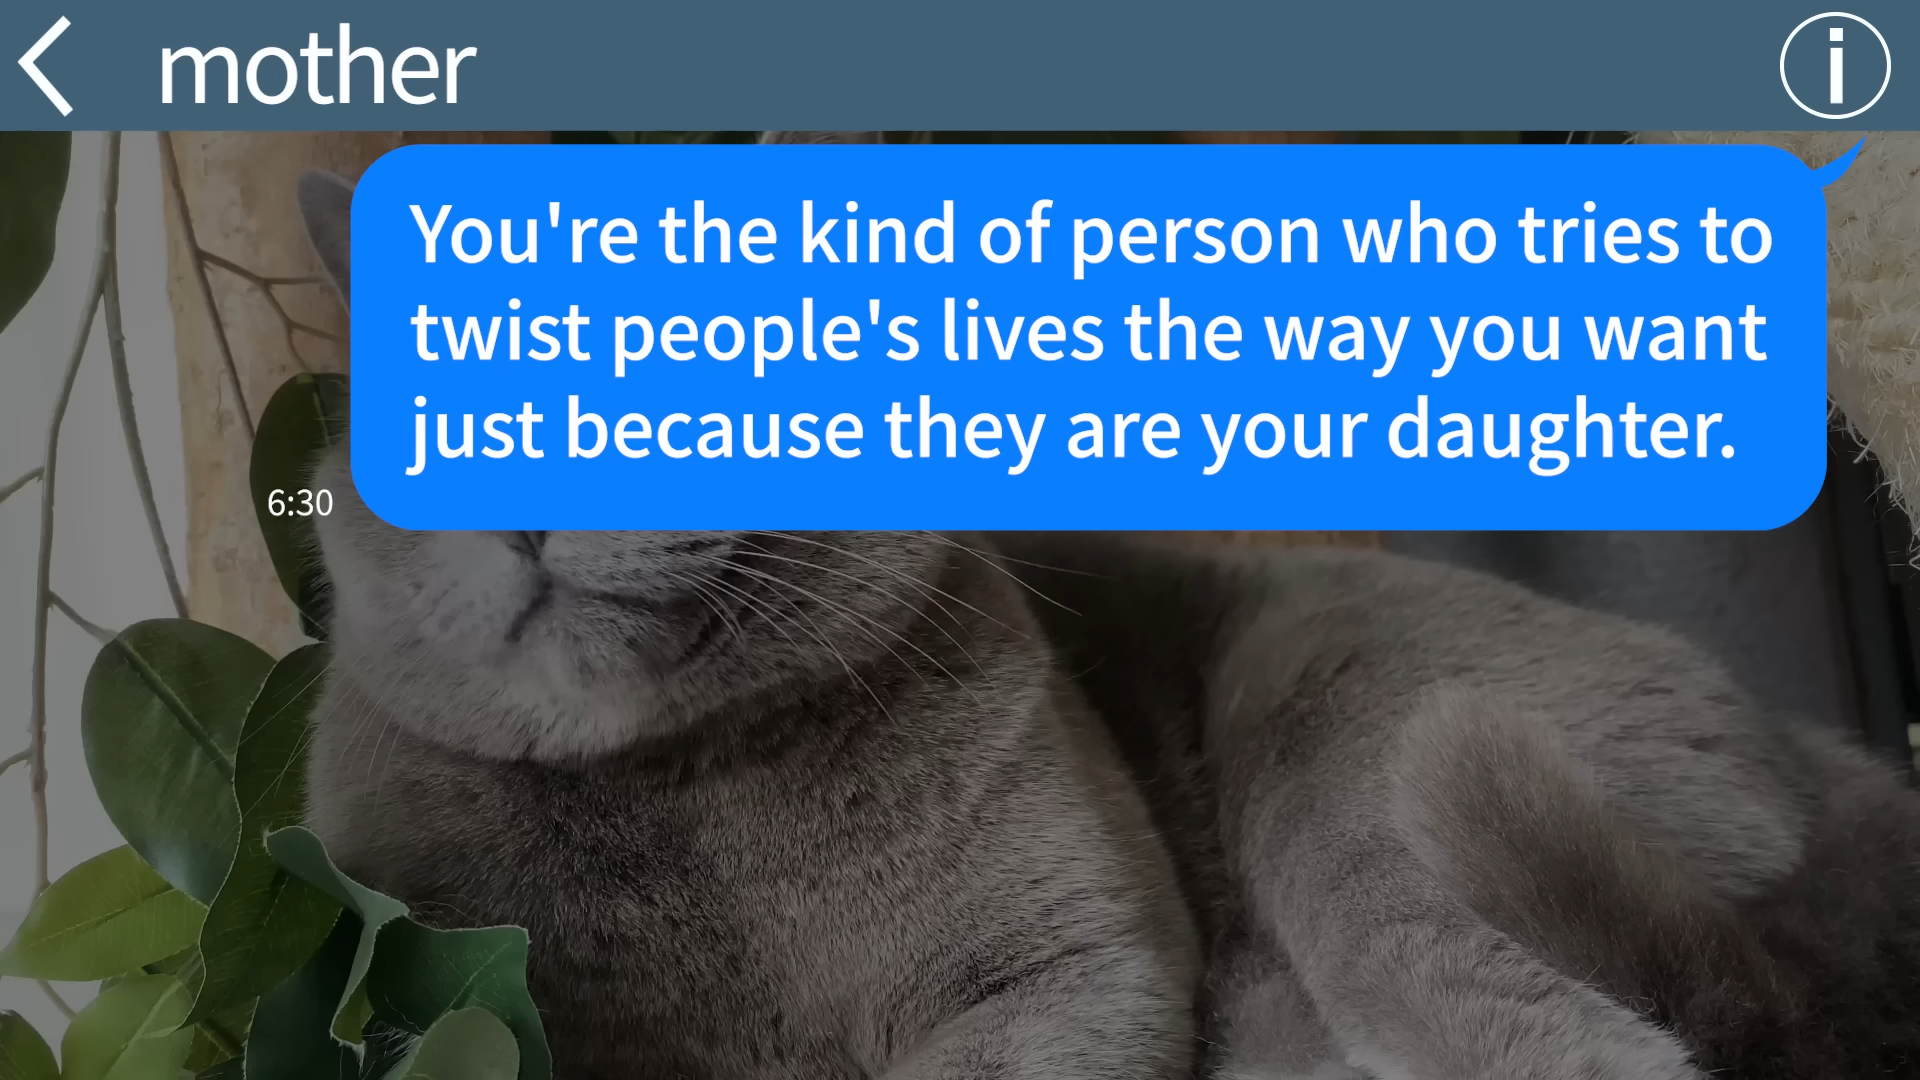 mother
You're the kind of person who tries to
twist people's lives the way you want
just because they are your daughter.
6:30